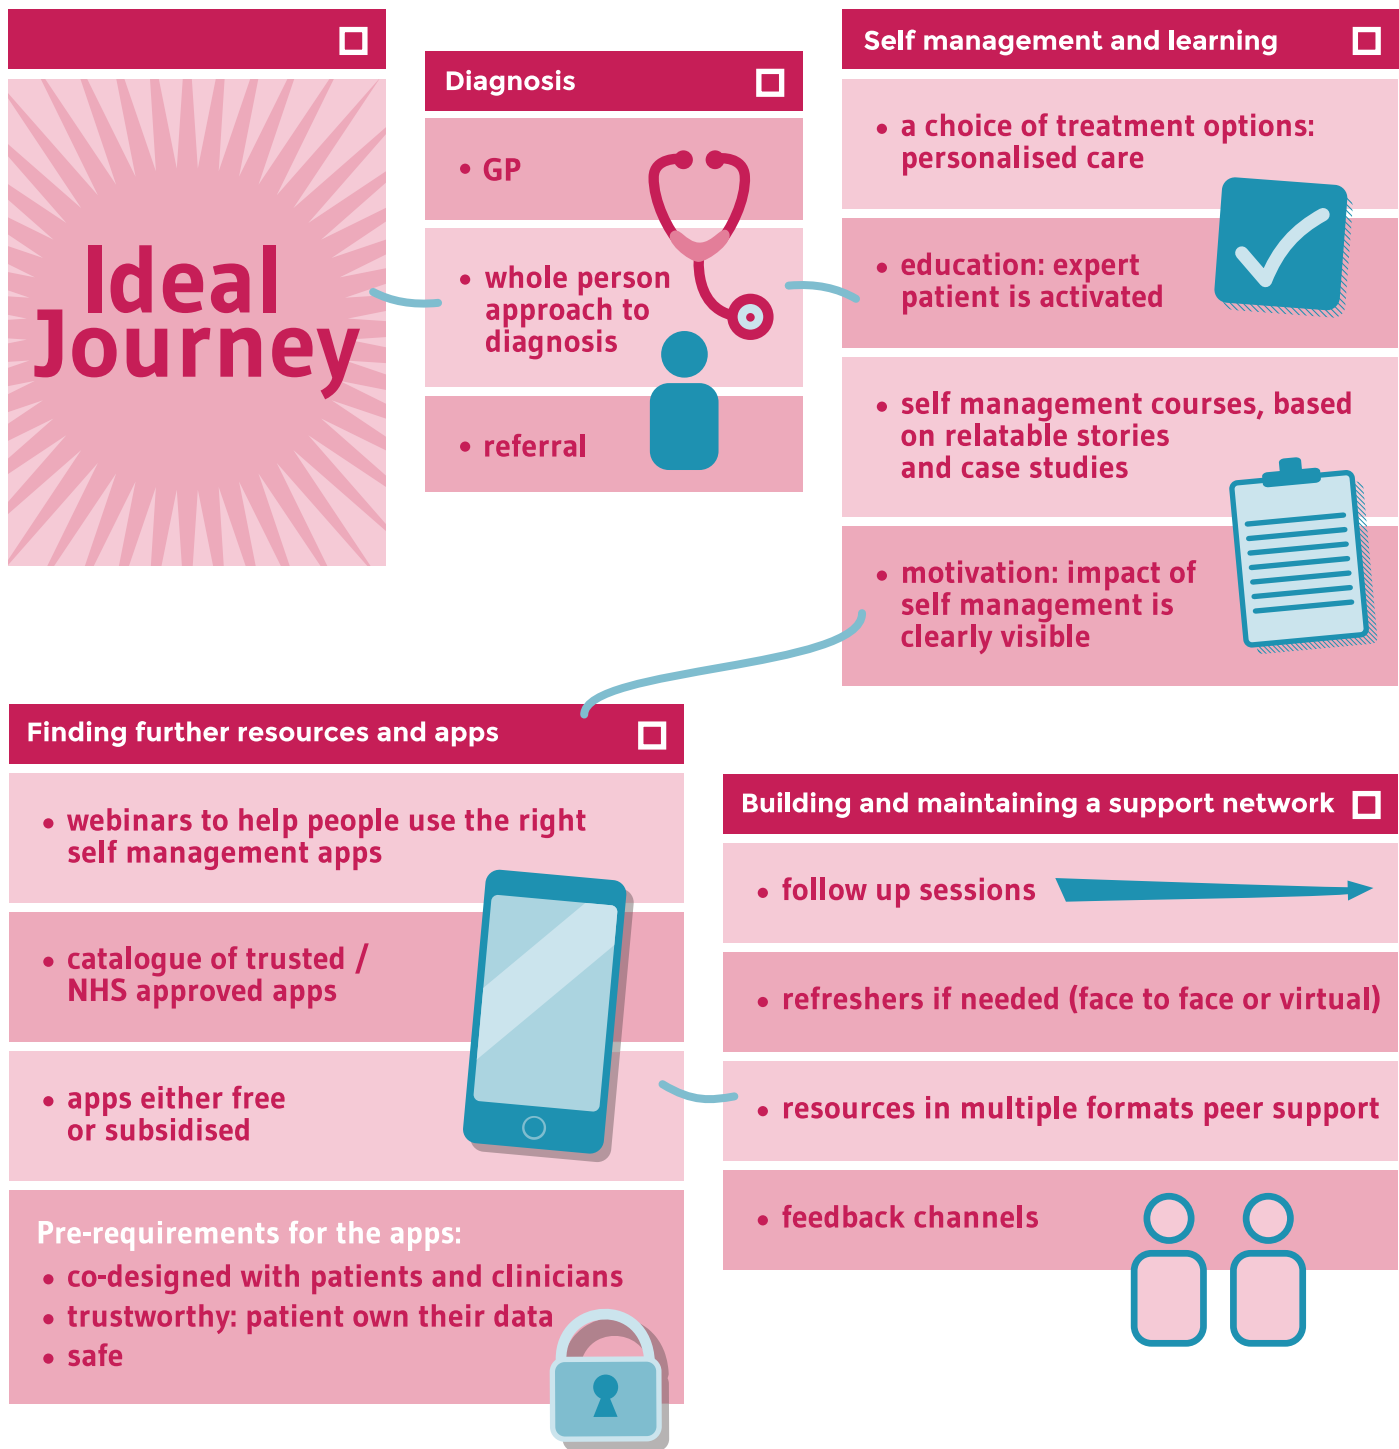 Ideal
Journey
Diagnosis
• GP
• whole person
approach to
diagnosis
• referral
Self management and learning
• a choice of treatment options:
personalised care
• education: expert
patient is activated
• self management courses, based
on relatable stories
and case studies
• motivation: impact of
self management is
clearly visible
Finding further resources and apps
• webinars to help people use the right
self management apps
• catalogue of trusted /
NHS approved apps
• apps either free
or subsidised
Pre-requirements for the apps:
• co-designed with patients and clinicians
• trustworthy: patient own their data
• safe
Building and maintaining a support network
• follow up sessions
• refreshers if needed (face to face or virtual)
• resources in multiple formats peer support
• feedback channels